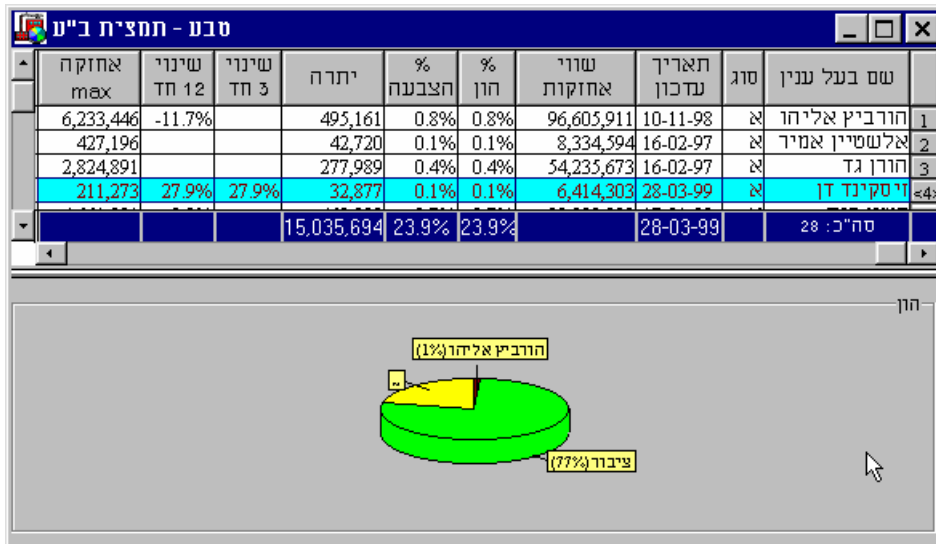 טבע - תמצית ב"ע
שם בעל ענין סוג תאריך עדכון שווי אחזקות % הון % הצבעה יתרה שינוי 3 חד שינוי 12 חד אחזקה max
1 הורביץ אליהו א 10-11-98 96,605,911 0.8% 0.8% 495,161 -11.7% 6,233,446
2 אלשטיין אמיר א 16-02-97 8,334,594 0.1% 0.1% 42,720 427,196
3 הורן גד א 16-02-97 54,235,673 0.4% 0.4% 277,989 2,824,891
<4> זיסקינד דן א 28-03-99 6,414,303 0.1% 0.1% 32,877 27.9% 27.9% 211,273
סה"כ: 28 28-03-99 23.9% 23.9% 15,035,694
הון
הורביץ אליהו (1%)
~
ציבור (77%)